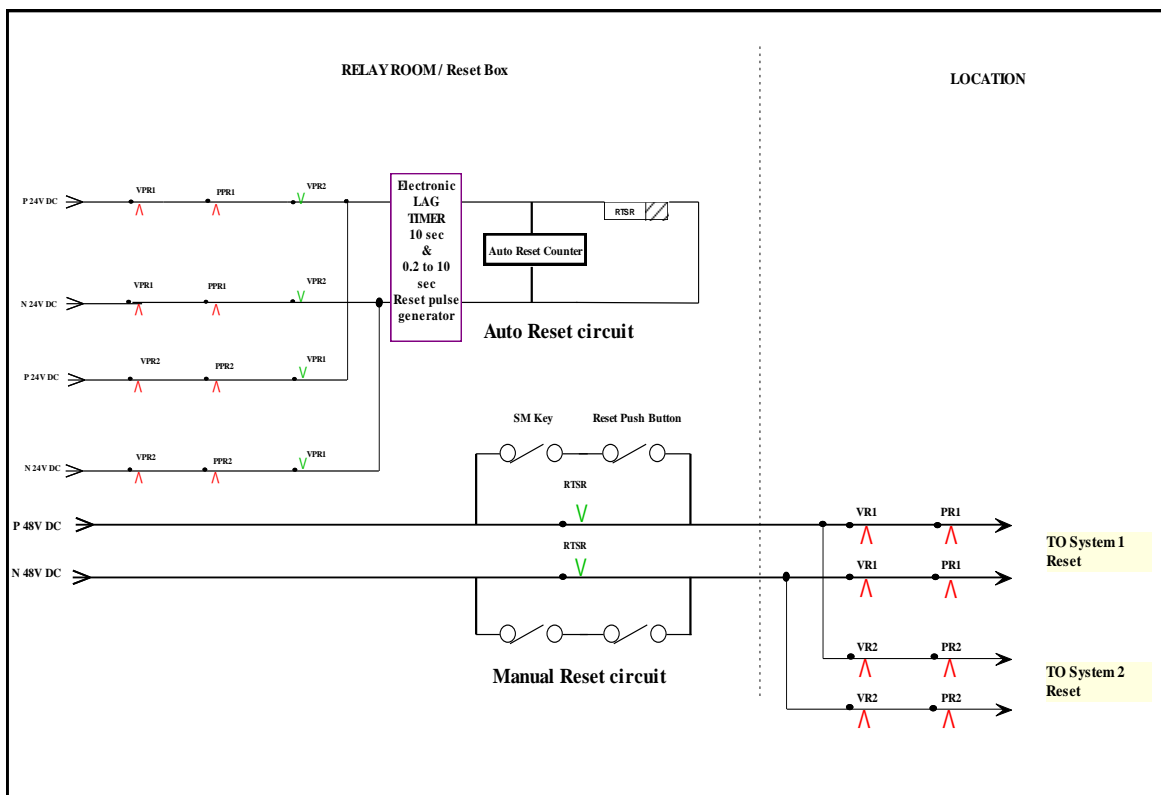 RELAY ROOM / Reset Box
LOCATION
VPR1
PPR1
VPR2
P 24V DC
Electronic
LAG
TIMER
10 sec
&
0.2 to 10
sec
Reset pulse
generator
RTSR
Auto Reset Counter
VPR1
PPR1
VPR2
N 24V DC
Auto Reset circuit
VPR2
PPR2
VPR1
P 24V DC
SM Key
Reset Push Button
VPR2
PPR2
VPR1
N 24V DC
RTSR
P 48V DC
VR1
PR1
RTSR
TO System 1
Reset
N 48V DC
VR1
PR1
VR2
PR2
TO System 2
Reset
Manual Reset circuit
VR2
PR2